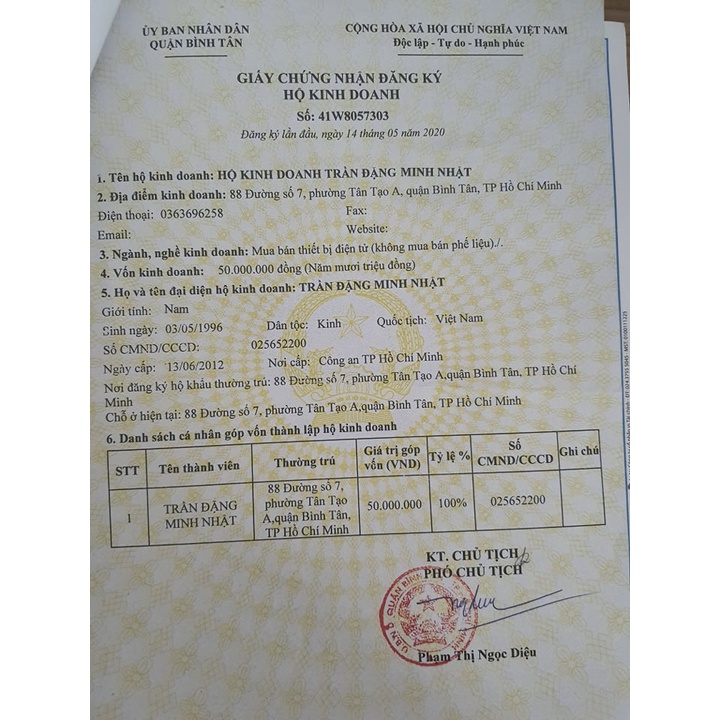 ỦY BAN NHÂN DÂN
QUẬN BÌNH TÂN
CỘNG HÒA XÃ HỘI CHỦ NGHĨA VIỆT NAM
Độc lập - Tự do - Hạnh phúc
GIẤY CHỨNG NHẬN ĐĂNG KÝ
HỘ KINH DOANH
Số: 41W8057303
Đăng ký lần đầu, ngày 14 tháng 05 năm 2020
1. Tên hộ kinh doanh: HỘ KINH DOANH TRẦN ĐẶNG MINH NHẬT
2. Địa điểm kinh doanh: 88 Đường số 7, phường Tân Tạo A, quận Bình Tân, TP Hồ Chí Minh
Điện thoại: 0363696258 Fax:
Email: Website:
3. Ngành, nghề kinh doanh: Mua bán thiết bị điện tử (không mua bán phế liệu)./.
4. Vốn kinh doanh: 50.000.000 đồng (Năm mươi triệu đồng)
5. Họ và tên đại diện hộ kinh doanh: TRẦN ĐẶNG MINH NHẬT
Giới tính: Nam
Sinh ngày: 03/05/1996 Dân tộc: Kinh Quốc tịch: Việt Nam
Số CMND/CCCD: 025652200
Ngày cấp: 13/06/2012 Nơi cấp: Công an TP Hồ Chí Minh
Nơi đăng ký hộ khẩu thường trú: 88 Đường số 7, phường Tân Tạo A,quận Bình Tân, TP Hồ Chí
Minh
Chỗ ở hiện tại: 88 Đường số 7, phường Tân Tạo A,quận Bình Tân, TP Hồ Chí Minh
6. Danh sách cá nhân góp vốn thành lập hộ kinh doanh
STT Tên thành viên Thường trú Giá trị góp vốn (VND) Tỷ lệ % Số CMND/CCCD Ghi chú
1 TRẦN ĐẶNG MINH NHẬT 88 Đường số 7, phường Tân Tạo A,quận Bình Tân, TP Hồ Chí Minh 50.000.000 100% 025652200
KT. CHỦ TỊCH
PHÓ CHỦ TỊCH
Phạm Thị Ngọc Diệu